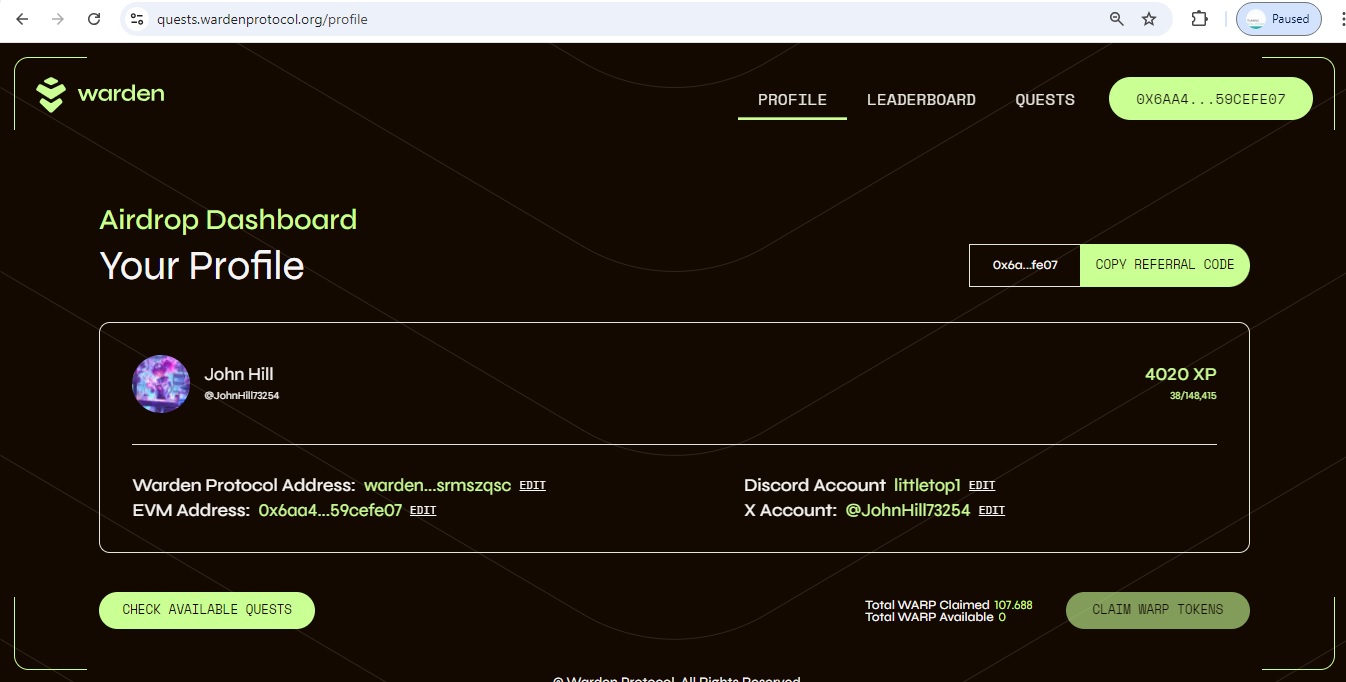 quests.wardenprotocol.org/profile
Paused
warden
PROFILE
LEADERBOARD
QUESTS
0X6AA4...59CEFE07
Airdrop Dashboard
Your Profile
0x6a...fe07
COPY REFERRAL CODE
John Hill
@JohnHill73254
4020 XP
38/148,415
Warden Protocol Address: warden...srmszqsc EDIT
EVM Address: 0x6aa4...59cefe07 EDIT
Discord Account littletop1 EDIT
X Account: @JohnHill73254 EDIT
CHECK AVAILABLE QUESTS
Total WARP Claimed 107.688
Total WARP Available 0
CLAIM WARP TOKENS
© Warden Protocol. All Rights Reserved